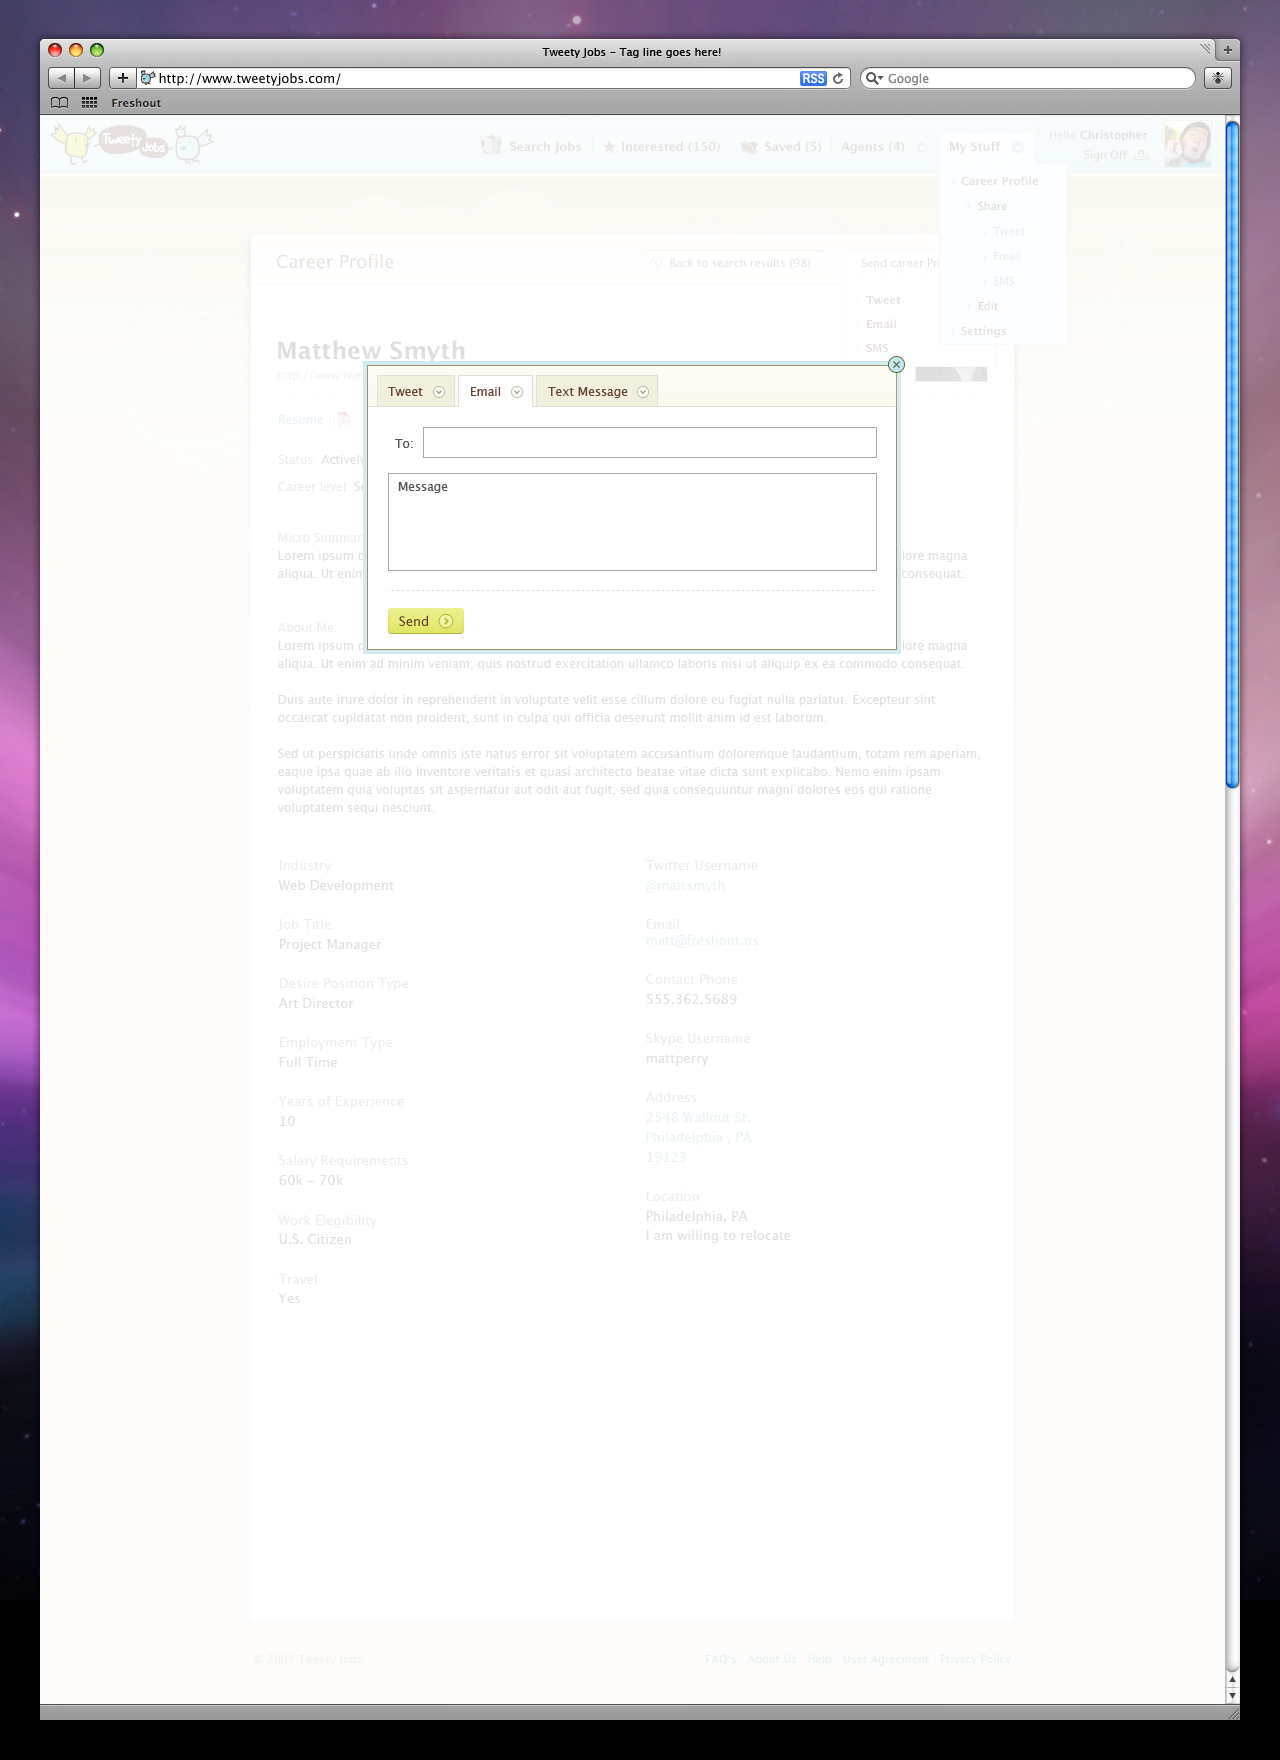 Tweety Jobs – Tag line goes here!
http://www.tweetyjobs.com/
RSS
Google
Freshout
Tweety Jobs
Search Jobs
Interested (150)
Saved (5)
Agents (4)
My Stuff
Hello Christopher
Sign Off
Career Profile
Share
Tweet
Email
SMS
Edit
Settings
Career Profile
Back to search results (98)
Send career Pr
Tweet
Email
SMS
Matthew Smyth
http://www.twe
Resume |
Status: Actively
Career level:
Tweet
Email
Text Message
To:
Message
Send
Micro Summar
Lorem ipsum
lore magna
aliqua. Ut enim
consequat.
About Me:
Lorem ipsum
lore magna
aliqua. Ut enim ad minim veniam, quis nostrud exercitation ullamco laboris nisi ut aliquip ex ea commodo consequat.
Duis aute irure dolor in reprehenderit in voluptate velit esse cillum dolore eu fugiat nulla pariatur. Excepteur sint
occaecat cupidatat non proident, sunt in culpa qui officia deserunt mollit anim id est laborum.
Sed ut perspiciatis unde omnis iste natus error sit voluptatem accusantium doloremque laudantium, totam rem aperiam,
eaque ipsa quae ab illo inventore veritatis et quasi architecto beatae vitae dicta sunt explicabo. Nemo enim ipsam
voluptatem quia voluptas sit aspernatur aut odit aut fugit, sed quia consequuntur magni dolores eos qui ratione
voluptatem sequi nesciunt.
Industry
Web Development
Job Title
Project Manager
Desire Position Type
Art Director
Employment Type
Full Time
Years of Experience
10
Salary Requirements
60k – 70k
Work Elegibility
U.S. Citizen
Travel
Yes
Twitter Username
@mattsmyth
Email
matt@freshout.us
Contact Phone
555.362.5689
Skype Username
mattperry
Address
2548 Wallnut St.
Philadelphia , PA
19123
Location
Philadelphia, PA
I am willing to relocate
© 2009 Tweety Jobs.
FAQ's
About Us
Help
User Agreement
Privacy Policy